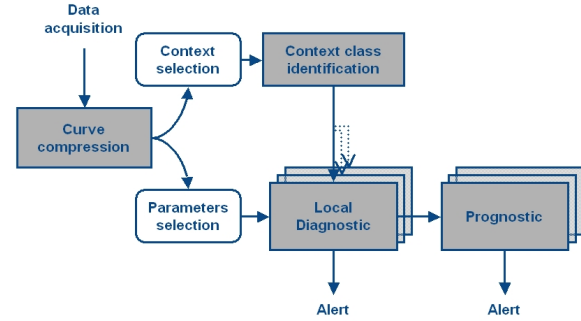 Data
acquisition
Context
selection
Context class
identification
Curve
compression
Parameters
selection
Local
Diagnostic
Prognostic
Alert
Alert